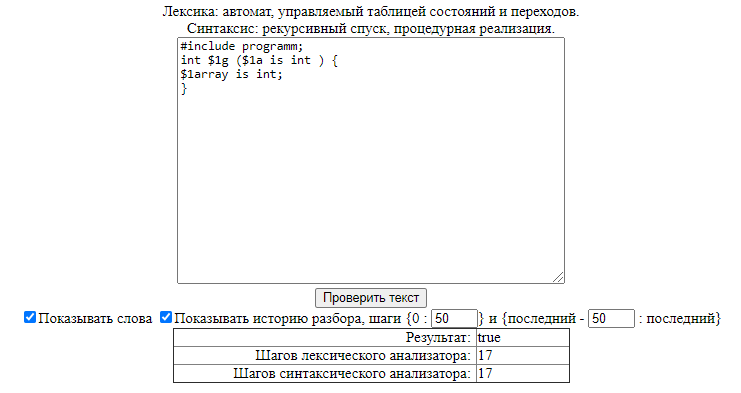 Лексика: автомат, управляемый таблицей состояний и переходов.
Синтаксис: рекурсивный спуск, процедурная реализация.
#include programm;
int $1g ($1a is int ) {
$1array is int;
}
Проверить текст
Показывать слова Показывать историю разбора, шаги {0 : 50 } и {последний - 50 : последний}
Результат: true
Шагов лексического анализатора: 17
Шагов синтаксического анализатора: 17